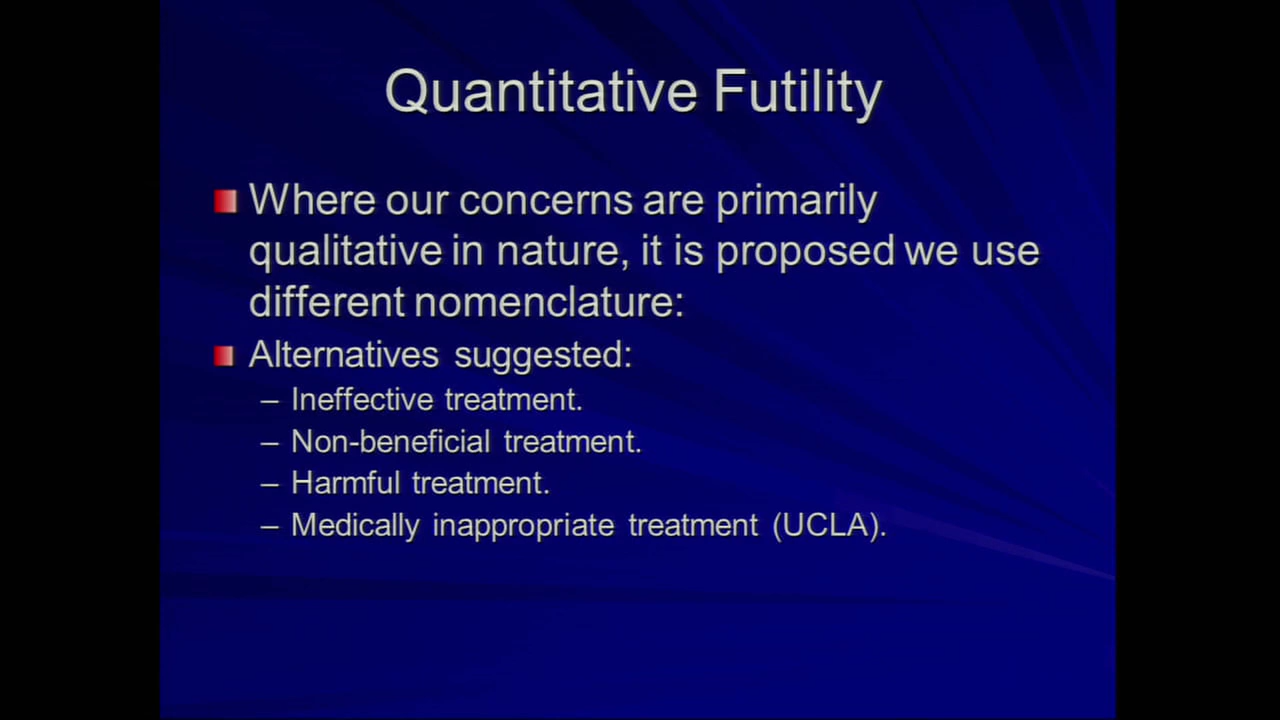 Quantitative Futility
Where our concerns are primarily
qualitative in nature, it is proposed we use
different nomenclature:
Alternatives suggested:
– Ineffective treatment.
– Non-beneficial treatment.
– Harmful treatment.
– Medically inappropriate treatment (UCLA).